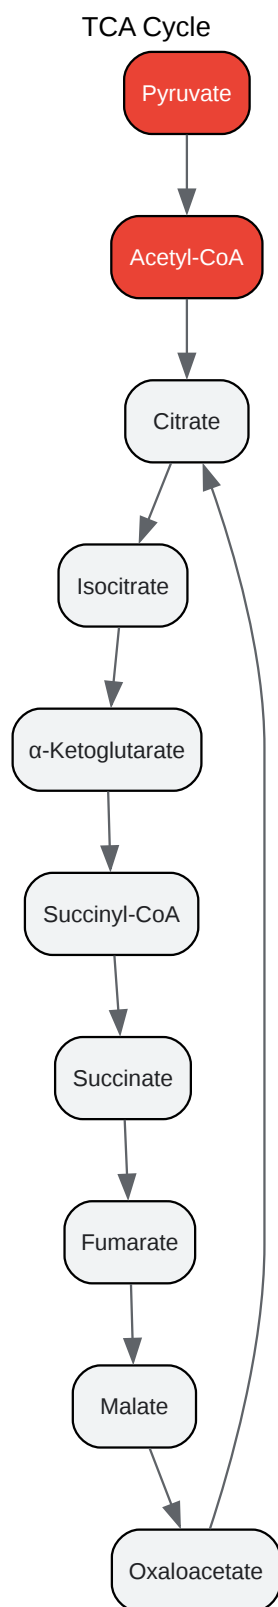 TCA Cycle
Pyruvate
Acetyl-CoA
Citrate
Isocitrate
α-Ketoglutarate
Succinyl-CoA
Succinate
Fumarate
Malate
Oxaloacetate